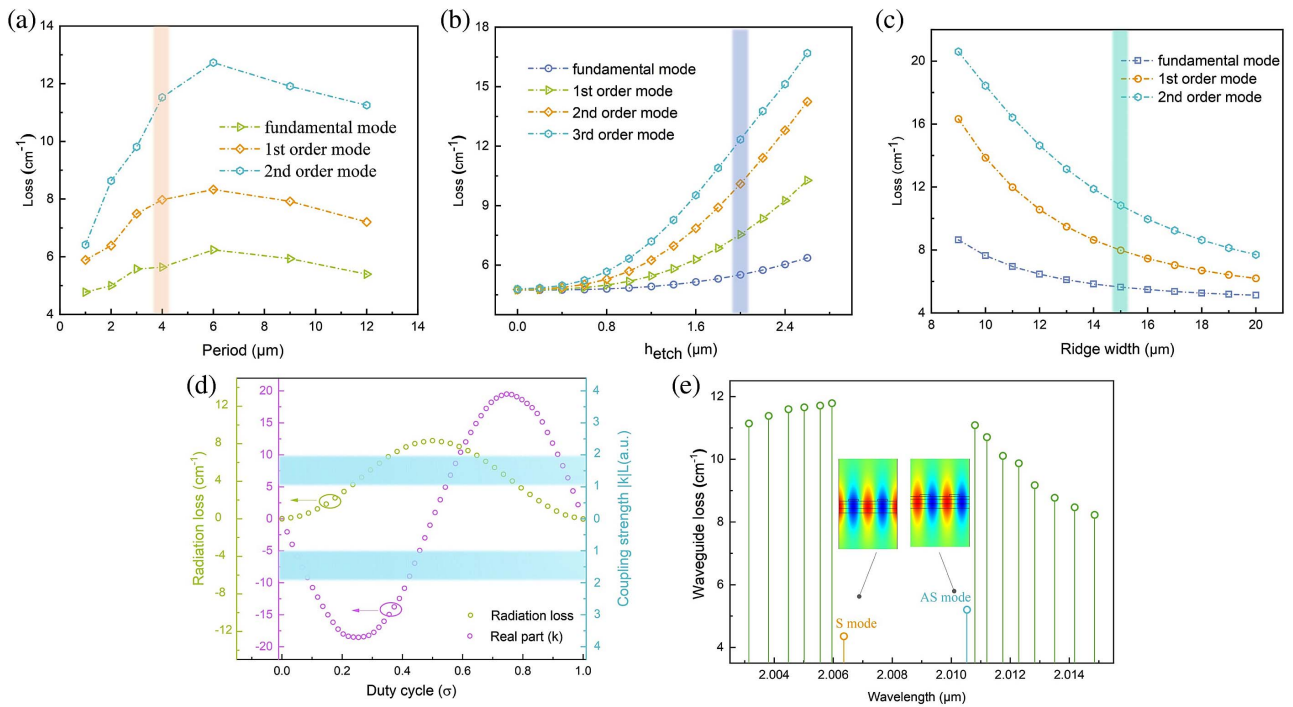 (a)
14
12
10
8
6
4
Loss (cm⁻¹)
fundamental mode
1st order mode
2nd order mode
0 2 4 6 8 10 12 14
Period (μm)
(b)
18
15
12
9
6
Loss (cm⁻¹)
fundamental mode
1st order mode
2nd order mode
3rd order mode
0.0 0.8 1.6 2.4
h_etch (μm)
(c)
20
16
12
8
4
Loss (cm⁻¹)
fundamental mode
1st order mode
2nd order mode
8 10 12 14 16 18 20
Ridge width (μm)
(d)
Radiation loss (cm⁻¹)
12
8
4
0
-4
-8
-12
20
15
10
5
0
-5
-10
-15
-20
4
3
2
1
0
1
2
3
4
Coupling strength |k|L(a.u.)
Radiation loss
Real part (k)
0.0 0.2 0.4 0.6 0.8 1.0
Duty cycle (σ)
(e)
12
10
8
6
4
Waveguide loss (cm⁻¹)
AS mode
S mode
2.004 2.006 2.008 2.010 2.012 2.014
Wavelength (μm)